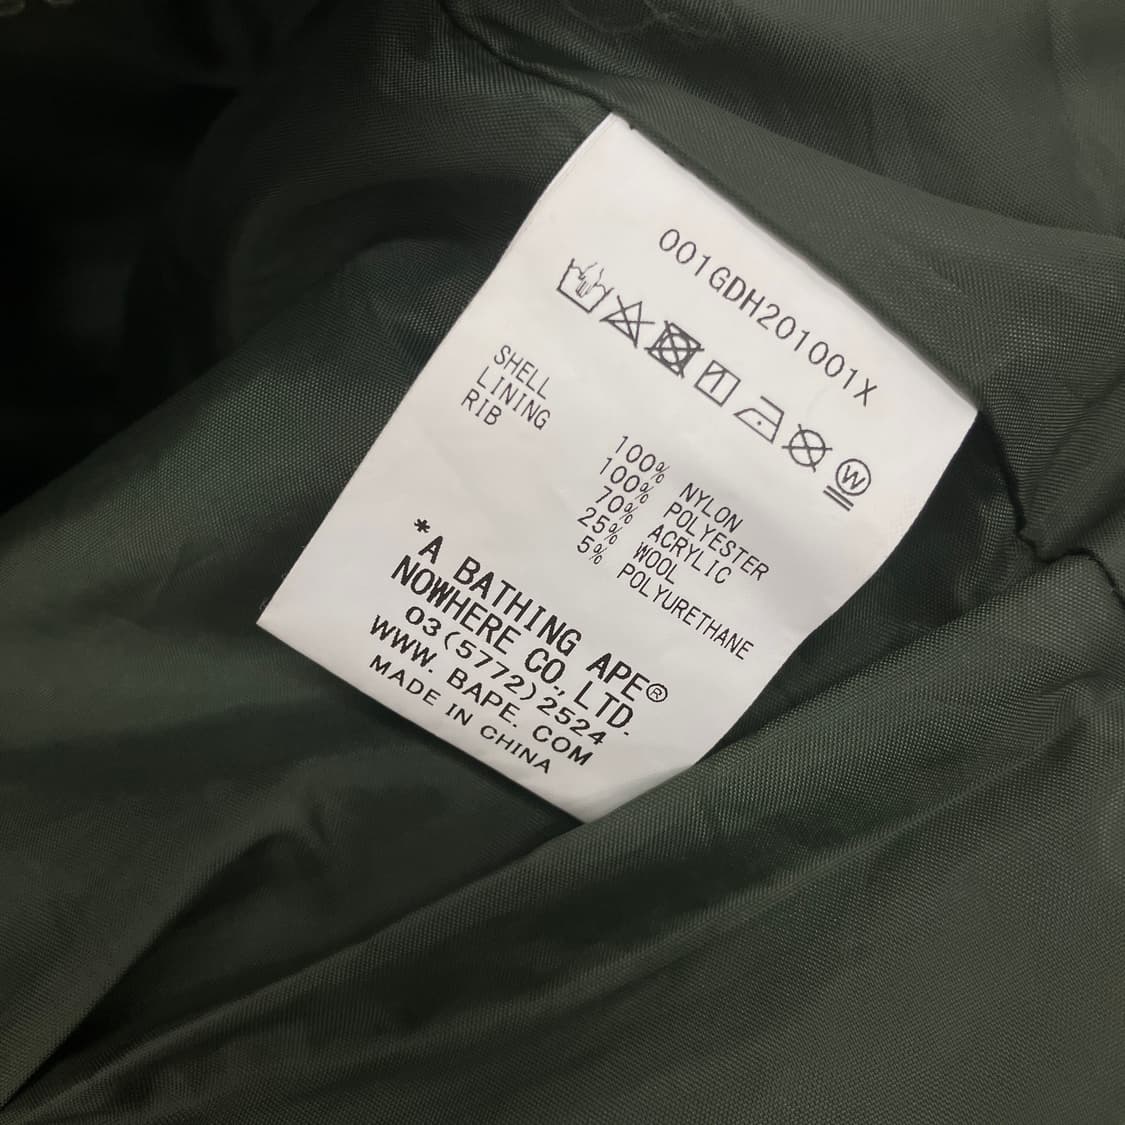 001GDH201001X
SHELL 100% NYLON
LINING 100% POLYESTER
RIB 70% ACRYLIC
25% WOOL
5% POLYURETHANE
*A BATHING APE®
NOWHERE CO., LTD.
03(5772)2524
WWW. BAPE. COM
MADE IN CHINA